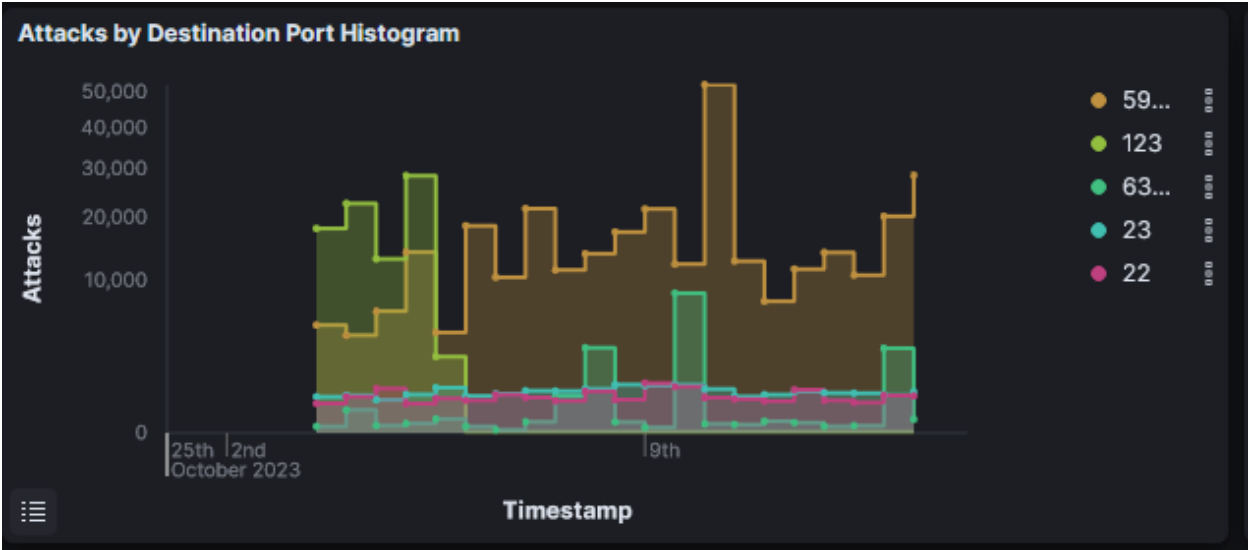 Attacks by Destination Port Histogram
50,000
40,000
30,000
20,000
10,000
0
Attacks
25th
2nd
9th
October 2023
Timestamp
59...
123
63...
23
22